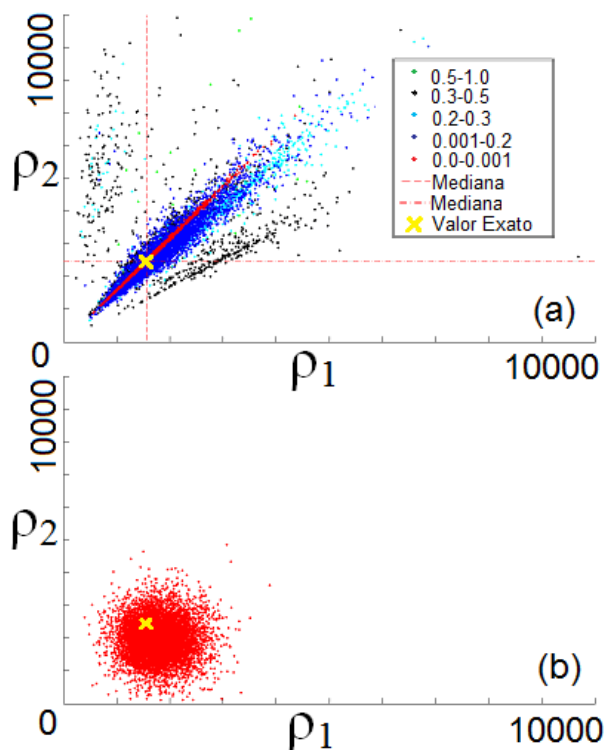 10000
ρ2
0
ρ1
10000
0.5-1.0
0.3-0.5
0.2-0.3
0.001-0.2
0.0-0.001
Mediana
Mediana
Valor Exato
(a)
10000
ρ2
0
ρ1
10000
(b)